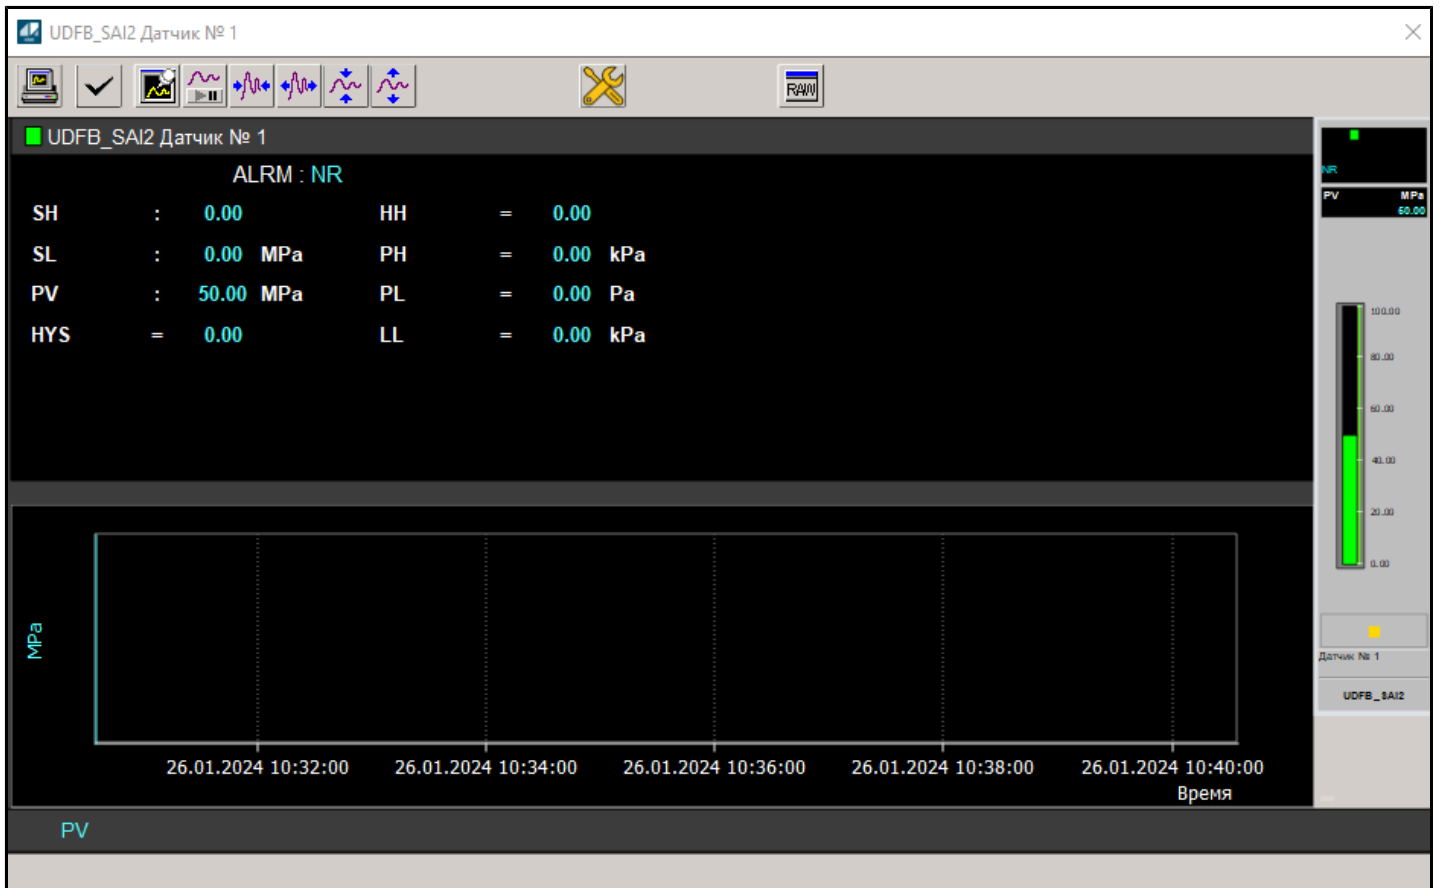 UDFB_SAI2 Датчик № 1
RAW
UDFB_SAI2 Датчик № 1
ALRM : NR
SH : 0.00 HH = 0.00
SL : 0.00 MPa PH = 0.00 kPa
PV : 50.00 MPa PL = 0.00 Pa
HYS = 0.00 LL = 0.00 kPa
NR
PV MPa
50.00
100.00
80.00
60.00
40.00
20.00
0.00
Датчик № 1
UDFB_SAI2
MPa
26.01.2024 10:32:00 26.01.2024 10:34:00 26.01.2024 10:36:00 26.01.2024 10:38:00 26.01.2024 10:40:00
Время
PV